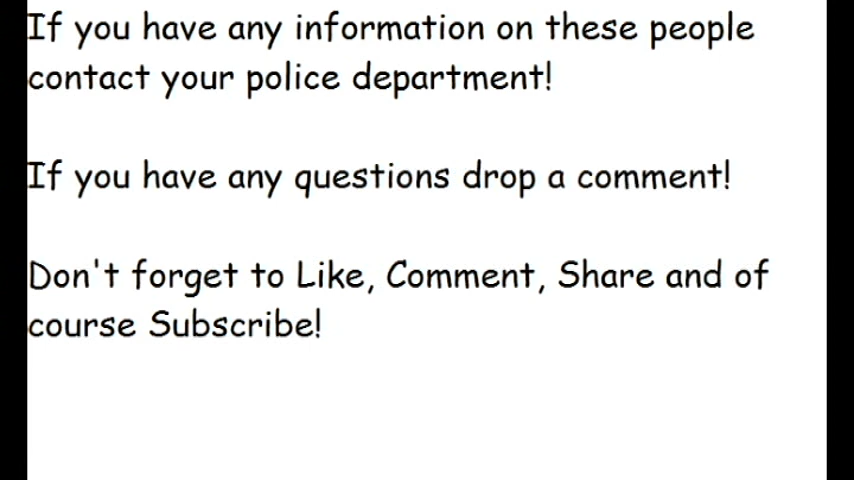 If you have any information on these people
contact your police department!
If you have any questions drop a comment!
Don't forget to Like, Comment, Share and of
course Subscribe!